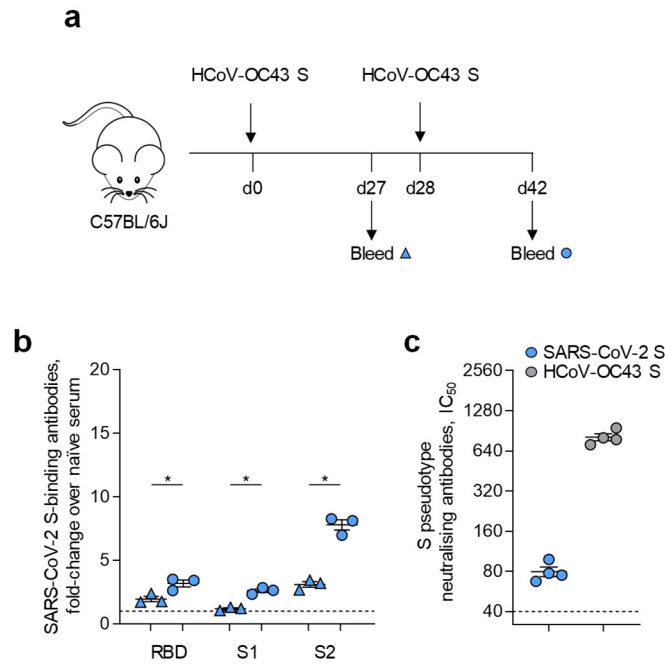 a
HCoV-OC43 S HCoV-OC43 S
d0 d27 d28 d42
C57BL/6J
Bleed Bleed
b
SARS-CoV-2 S-binding antibodies,
fold-change over naïve serum
20
15
10
5
0
* * *
RBD S1 S2
c
SARS-CoV-2 S
HCoV-OC43 S
S pseudotype
neutralising antibodies, IC50
2560
1280
640
320
160
80
40